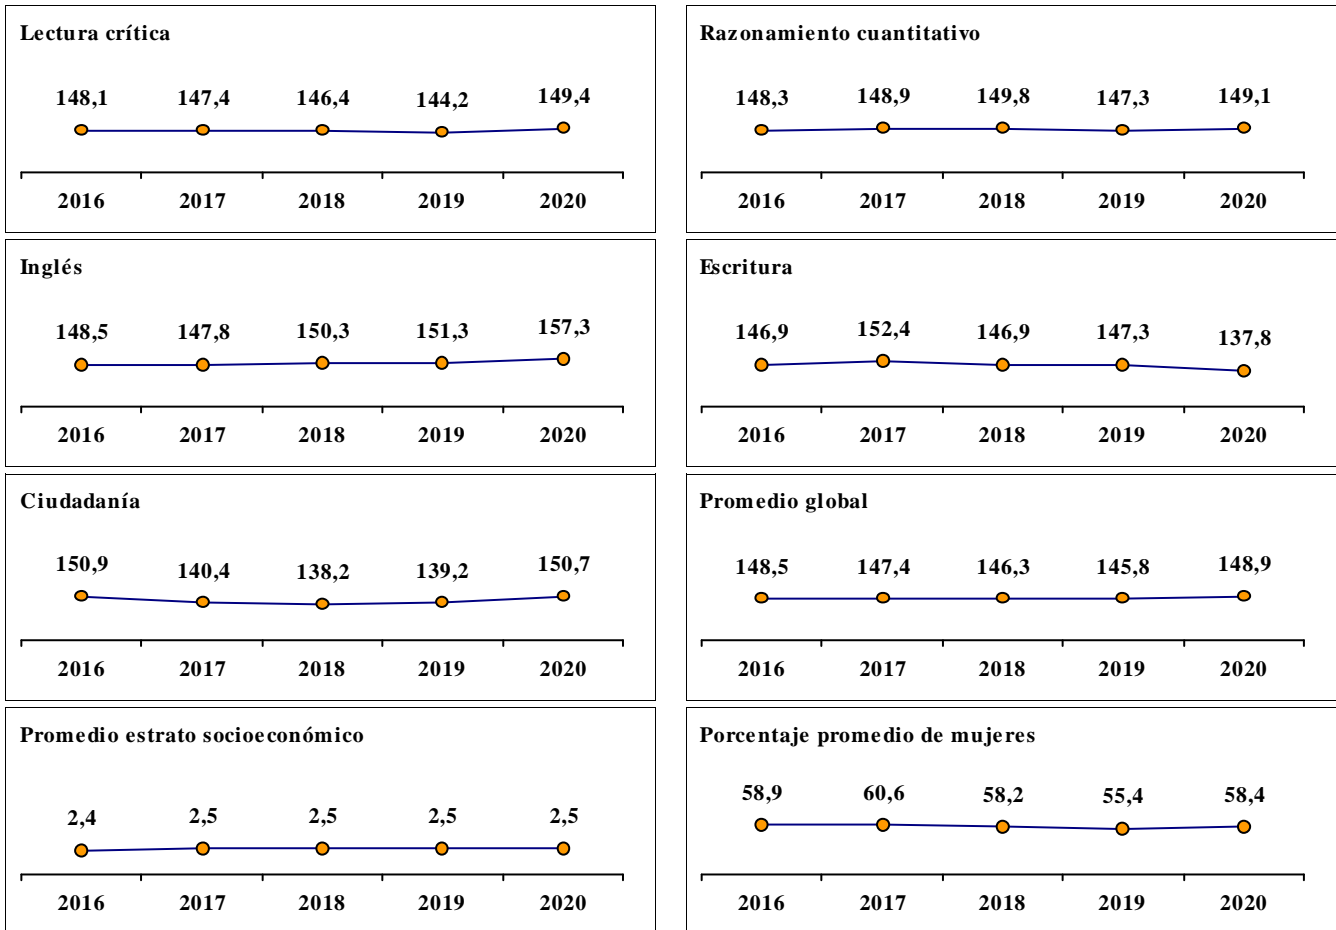 Lectura crítica
148,1 147,4 146,4 144,2 149,4
2016 2017 2018 2019 2020
Razonamiento cuantitativo
148,3 148,9 149,8 147,3 149,1
2016 2017 2018 2019 2020
Inglés
148,5 147,8 150,3 151,3 157,3
2016 2017 2018 2019 2020
Escritura
146,9 152,4 146,9 147,3 137,8
2016 2017 2018 2019 2020
Ciudadanía
150,9 140,4 138,2 139,2 150,7
2016 2017 2018 2019 2020
Promedio global
148,5 147,4 146,3 145,8 148,9
2016 2017 2018 2019 2020
Promedio estrato socioeconómico
2,4 2,5 2,5 2,5 2,5
2016 2017 2018 2019 2020
Porcentaje promedio de mujeres
58,9 60,6 58,2 55,4 58,4
2016 2017 2018 2019 2020